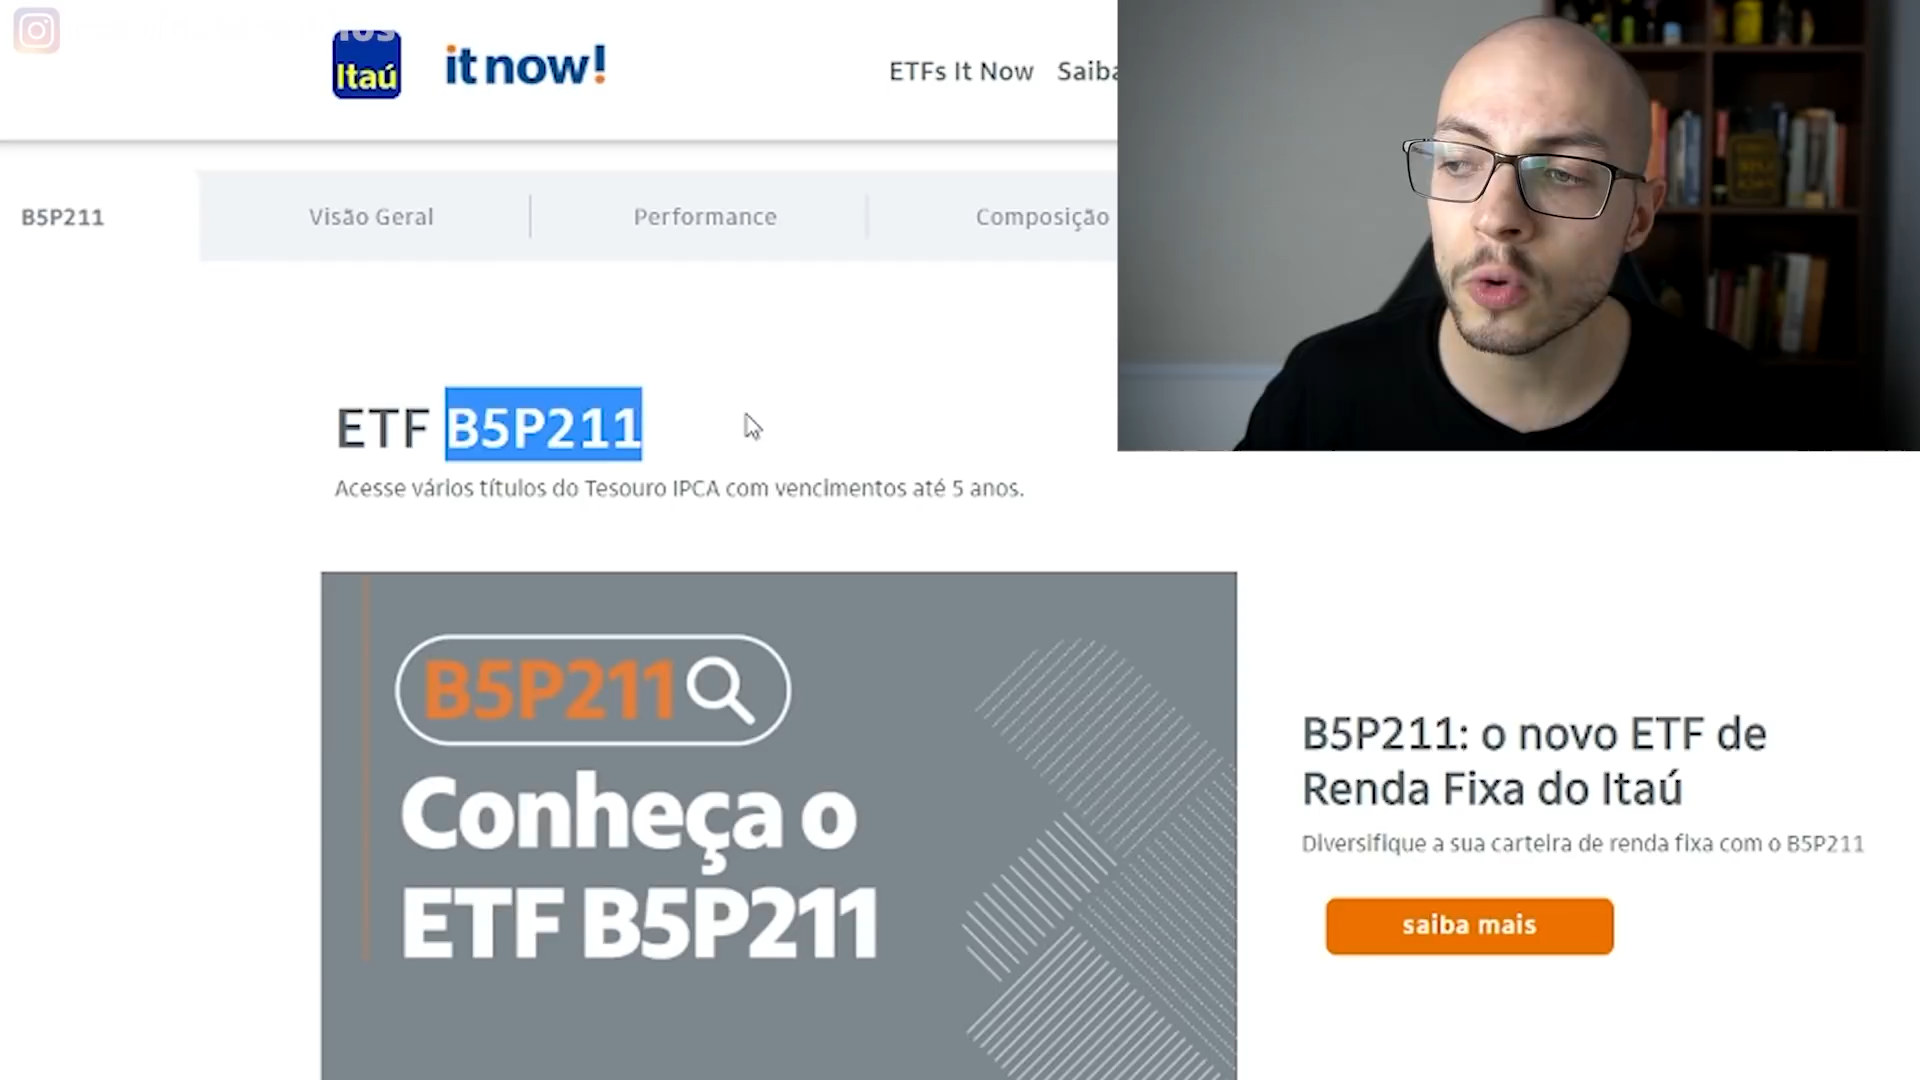 Itaú
it now!
ETFs It Now
B5P211
Visão Geral
Performance
Composição
ETF B5P211
Acesse vários títulos do Tesouro IPCA com vencimentos até 5 anos.
B5P211
Conheça o
ETF B5P211
B5P211: o novo ETF de
Renda Fixa do Itaú
Diversifique a sua carteira de renda fixa com o B5P211
saiba mais